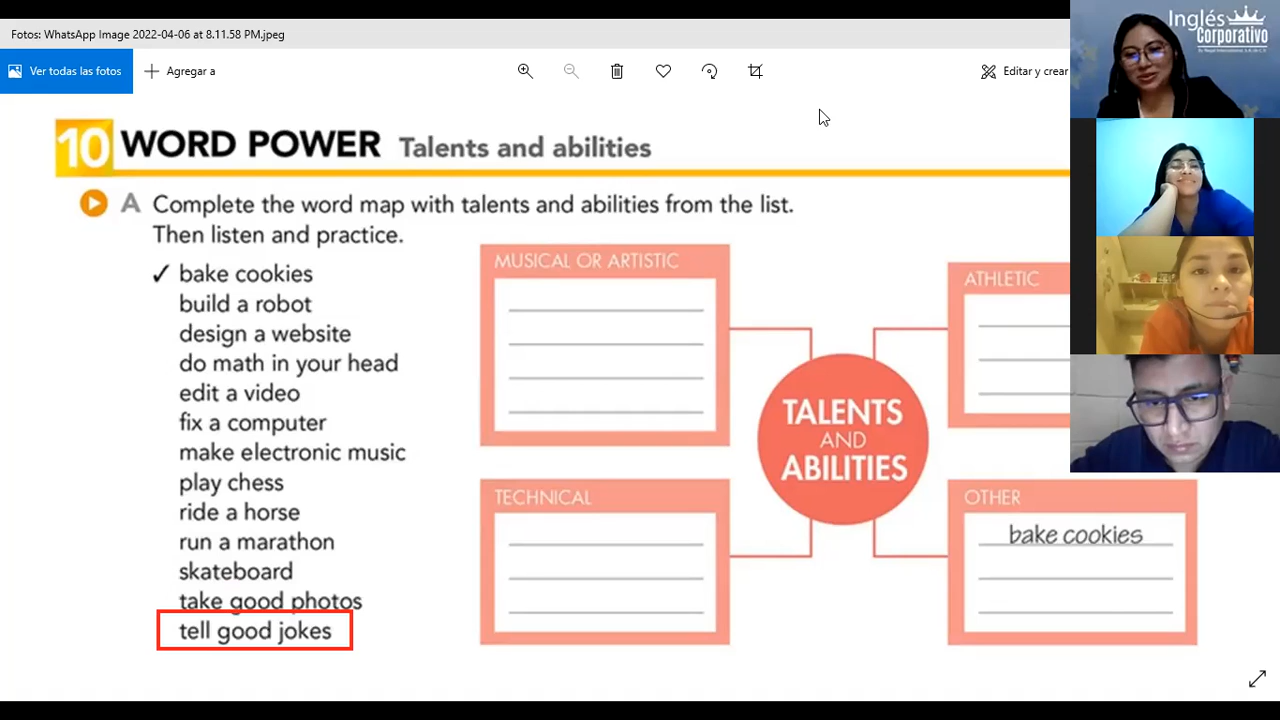 Fotos: WhatsApp Image 2022-04-06 at 8.11.58 PM.jpeg
Ver todas las fotos
Agregar a
Editar y crear
Inglés
Corporativo
10 WORD POWER Talents and abilities
A Complete the word map with talents and abilities from the list.
Then listen and practice.
✓ bake cookies
build a robot
design a website
do math in your head
edit a video
fix a computer
make electronic music
play chess
ride a horse
run a marathon
skateboard
take good photos
tell good jokes
MUSICAL OR ARTISTIC
ATHLETIC
TALENTS
AND
ABILITIES
TECHNICAL
OTHER
bake cookies